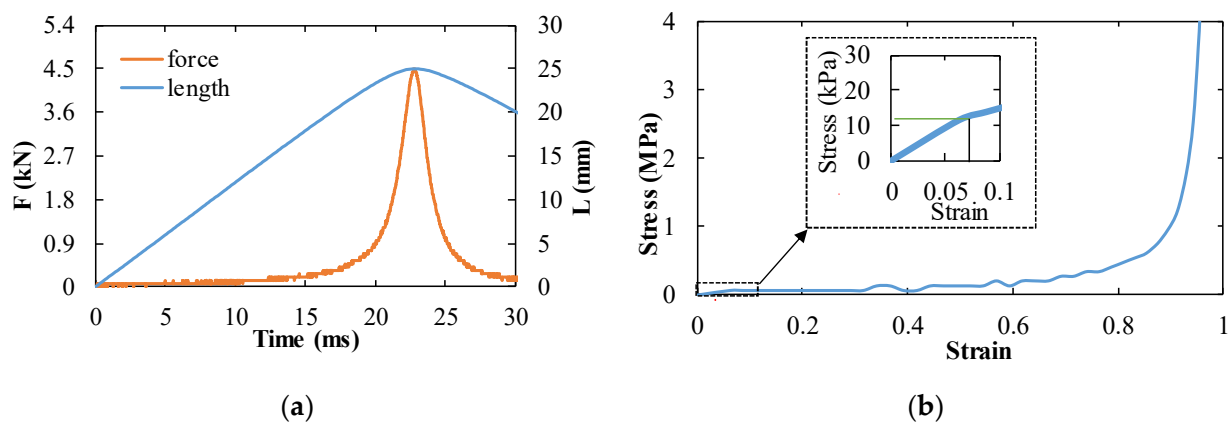 5.4
4.5
3.6
2.7
1.8
0.9
0
F (kN)
force
length
30
25
20
15
10
5
0
L (mm)
0 5 10 15 20 25 30
Time (ms)
(a)
4
3
2
1
0
Stress (MPa)
30
20
10
0
Stress (kPa)
0 0.05 0.1
Strain
0 0.2 0.4 0.6 0.8 1
Strain
(b)